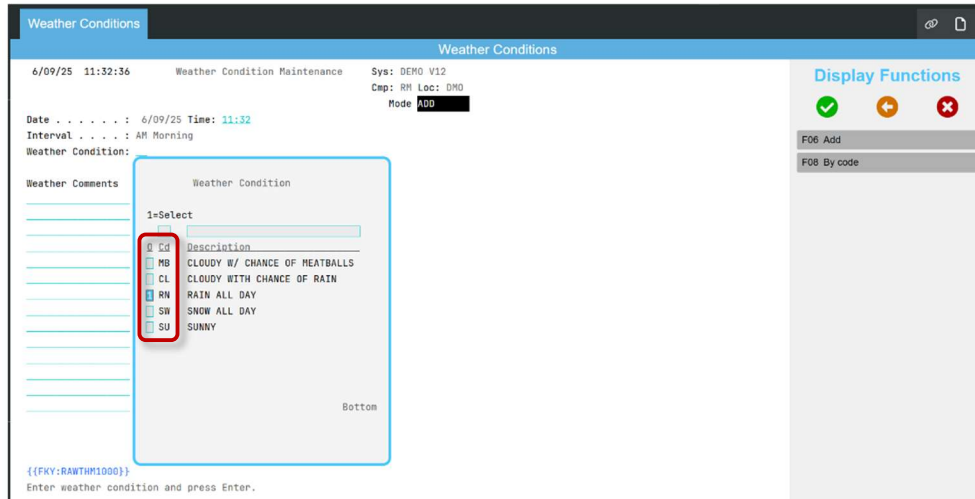 Weather Conditions
Weather Conditions
6/09/25 11:32:36 Weather Condition Maintenance Sys: DEMO V12
Cmp: RM Loc: DMO
Mode ADD
Date . . . . . . : 6/09/25 Time: 11:32
Interval . . . . : AM Morning
Weather Condition:
Weather Comments
Weather Condition
1=Select
O Cd Description
MB CLOUDY W/ CHANCE OF MEATBALLS
CL CLOUDY WITH CHANCE OF RAIN
1 RN RAIN ALL DAY
SW SNOW ALL DAY
SU SUNNY
Bottom
{{FKY:RAWTHM1000}}
Enter weather condition and press Enter.
Display Functions
F06 Add
F08 By code